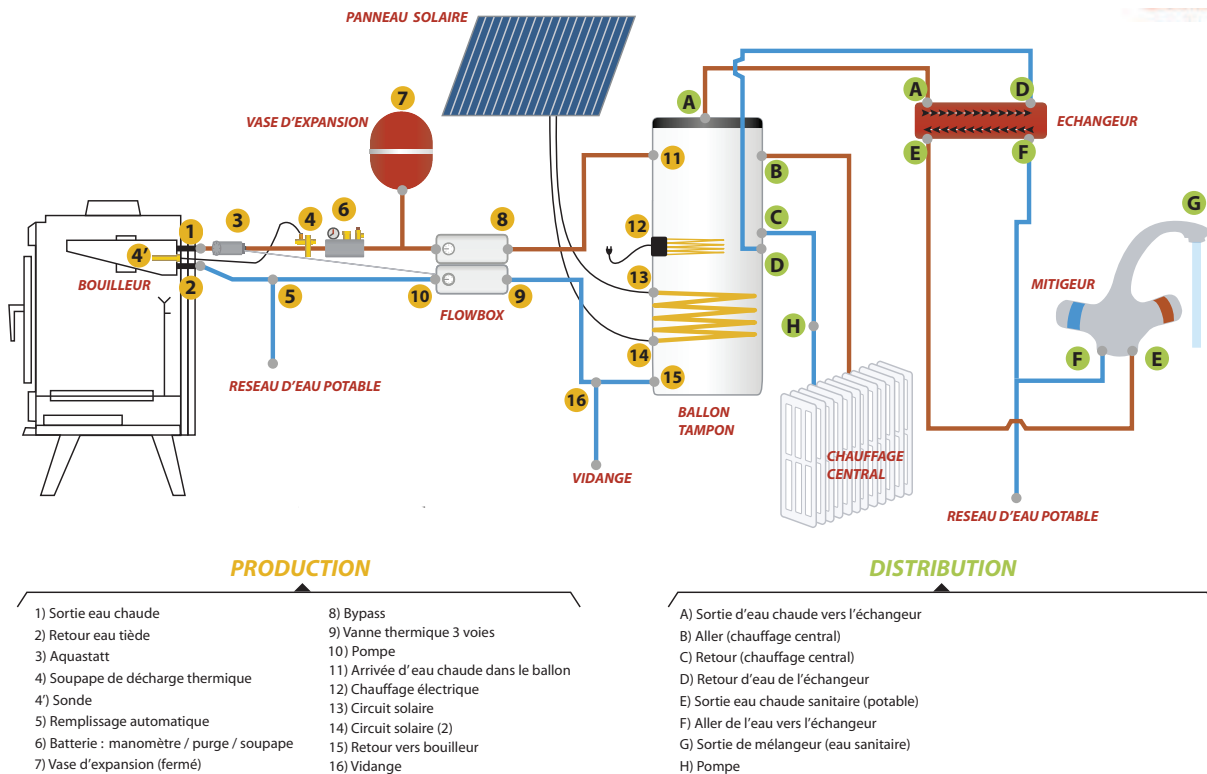 PANNEAU SOLAIRE
7
VASE D'EXPANSION
A
A
D
ECHANGEUR
E
F
11
B
1
3
4
6
8
12
C
G
4'
D
BOUILLEUR
2
5
10
FLOWBOX
9
13
MITIGEUR
H
14
F
E
RESEAU D'EAU POTABLE
16
15
BALLON
TAMPON
CHAUFFAGE
CENTRAL
VIDANGE
RESEAU D'EAU POTABLE
PRODUCTION
1) Sortie eau chaude
2) Retour eau tiède
3) Aquastatt
4) Soupape de décharge thermique
4') Sonde
5) Remplissage automatique
6) Batterie : manomètre / purge / soupape
7) Vase d'expansion (fermé)
8) Bypass
9) Vanne thermique 3 voies
10) Pompe
11) Arrivée d'eau chaude dans le ballon
12) Chauffage électrique
13) Circuit solaire
14) Circuit solaire (2)
15) Retour vers bouilleur
16) Vidange
DISTRIBUTION
A) Sortie d'eau chaude vers l'échangeur
B) Aller (chauffage central)
C) Retour (chauffage central)
D) Retour d'eau de l'échangeur
E) Sortie eau chaude sanitaire (potable)
F) Aller de l'eau vers l'échangeur
G) Sortie de mélangeur (eau sanitaire)
H) Pompe